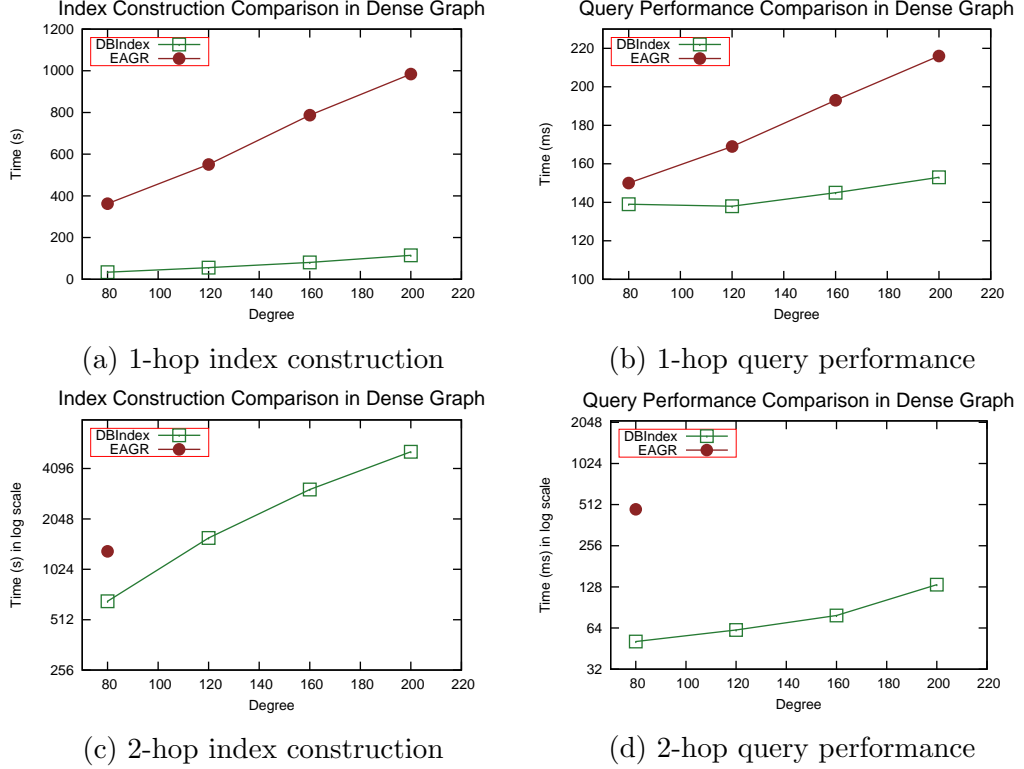 Index Construction Comparison in Dense Graph
1200
1000
800
600
400
200
0
Time (s)
DBIndex
EAGR
80 100 120 140 160 180 200 220
Degree
(a) 1-hop index construction
Query Performance Comparison in Dense Graph
220
200
180
160
140
120
100
Time (ms)
DBIndex
EAGR
80 100 120 140 160 180 200 220
Degree
(b) 1-hop query performance
Index Construction Comparison in Dense Graph
4096
2048
1024
512
256
Time (s) in log scale
DBIndex
EAGR
80 100 120 140 160 180 200 220
Degree
(c) 2-hop index construction
Query Performance Comparison in Dense Graph
2048
1024
512
256
128
64
32
Time (ms) in log scale
DBIndex
EAGR
80 100 120 140 160 180 200 220
Degree
(d) 2-hop query performance